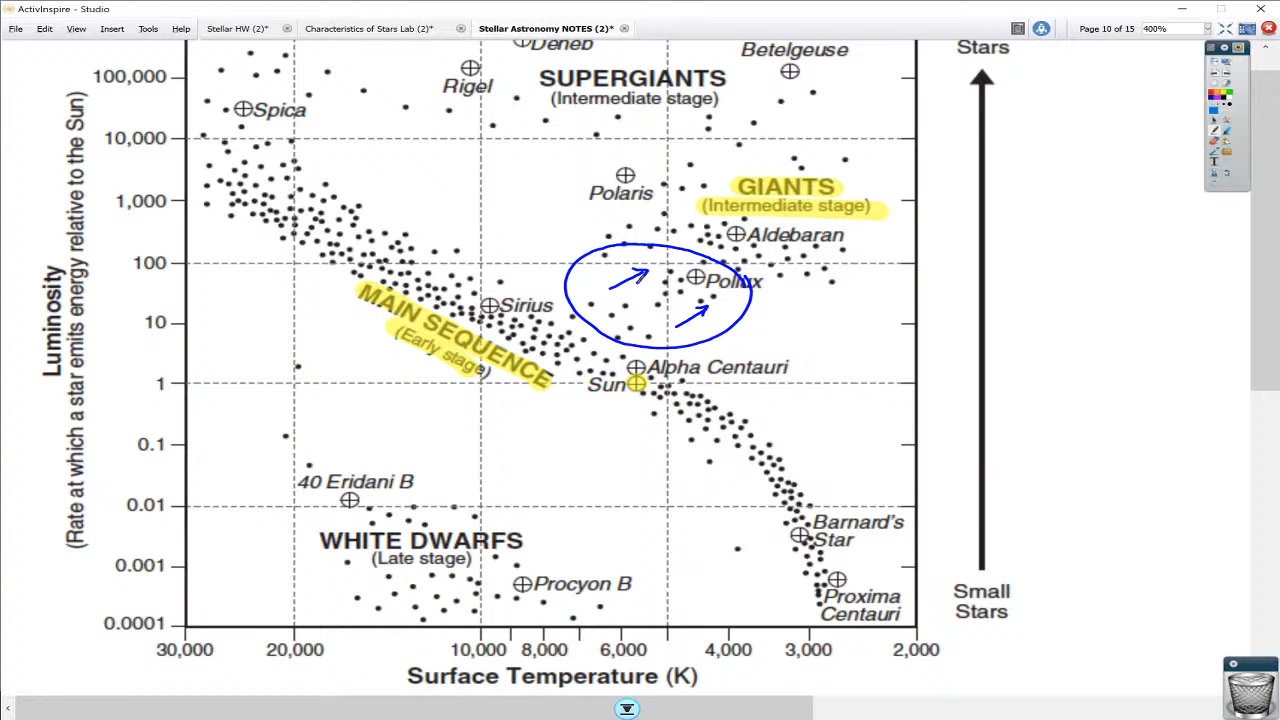 ActivInspire - Studio
File Edit View Insert Tools Help
Stellar HW (2)*
Characteristics of Stars Lab (2)*
Stellar Astronomy NOTES (2)*
Page 10 of 15
400%
Deneb
Betelgeuse
Stars
100,000
Rigel
SUPERGIANTS
(Intermediate stage)
Spica
10,000
Polaris
GIANTS
(Intermediate stage)
1,000
Aldebaran
100
Pollux
MAIN SEQUENCE
(Early stage)
Sirius
10
Alpha Centauri
Sun
1
0.1
40 Eridani B
0.01
Barnard's
Star
WHITE DWARFS
(Late stage)
0.001
Procyon B
Proxima
Centauri
Small
Stars
0.0001
Luminosity
(Rate at which a star emits energy relative to the Sun)
30,000 20,000 10,000 8,000 6,000 4,000 3,000 2,000
Surface Temperature (K)